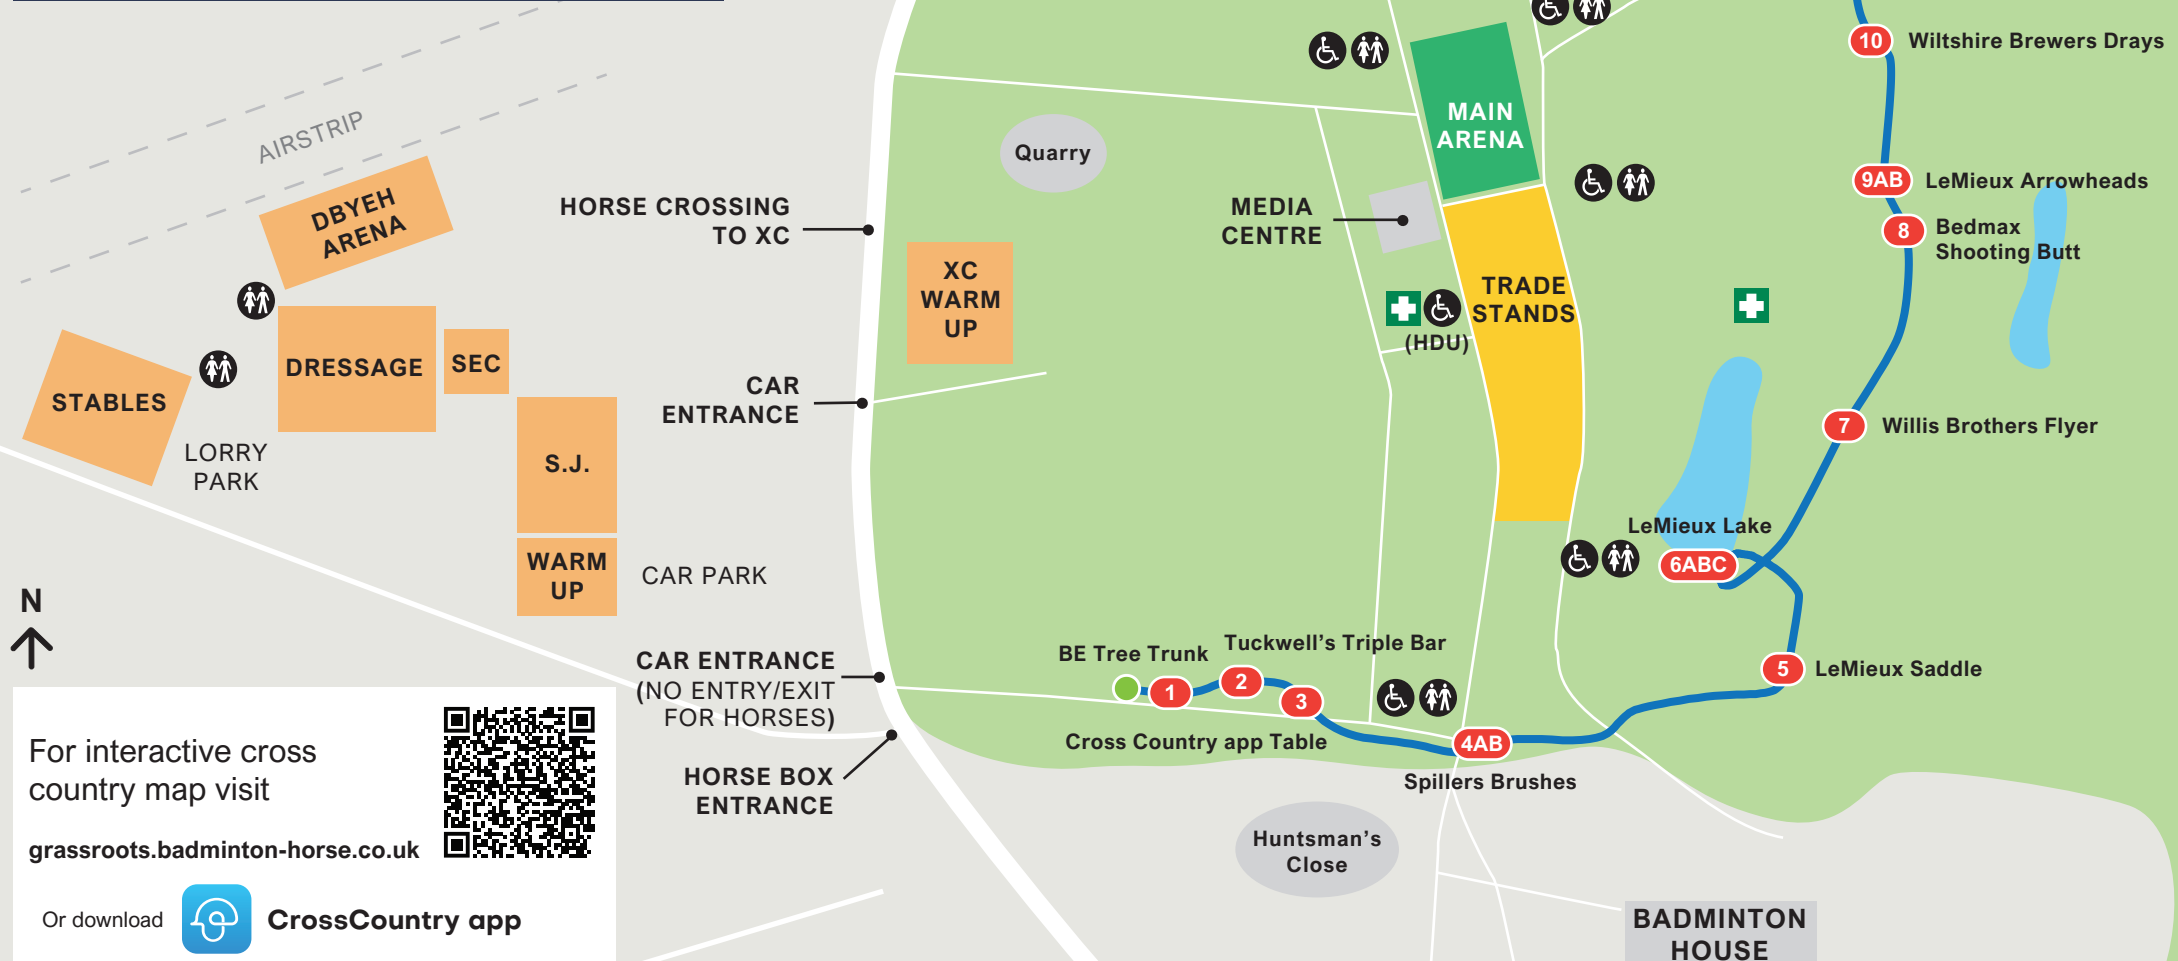 10
Wiltshire Brewers Drays
MAIN
ARENA
AIRSTRIP
Quarry
9AB
LeMieux Arrowheads
DBYEH
ARENA
HORSE CROSSING
TO XC
MEDIA
CENTRE
8
Bedmax
Shooting Butt
XC
WARM
UP
TRADE
STANDS
(HDU)
DRESSAGE
SEC
STABLES
CAR
ENTRANCE
7
Willis Brothers Flyer
LORRY
PARK
S.J.
LeMieux Lake
6ABC
WARM
UP
CAR PARK
N
CAR ENTRANCE
(NO ENTRY/EXIT
FOR HORSES)
BE Tree Trunk
Tuckwell's Triple Bar
1
2
3
5
LeMieux Saddle
Cross Country app Table
4AB
Spillers Brushes
HORSE BOX
ENTRANCE
For interactive cross
country map visit
grassroots.badminton-horse.co.uk
Or download
CrossCountry app
Huntsman's
Close
BADMINTON
HOUSE